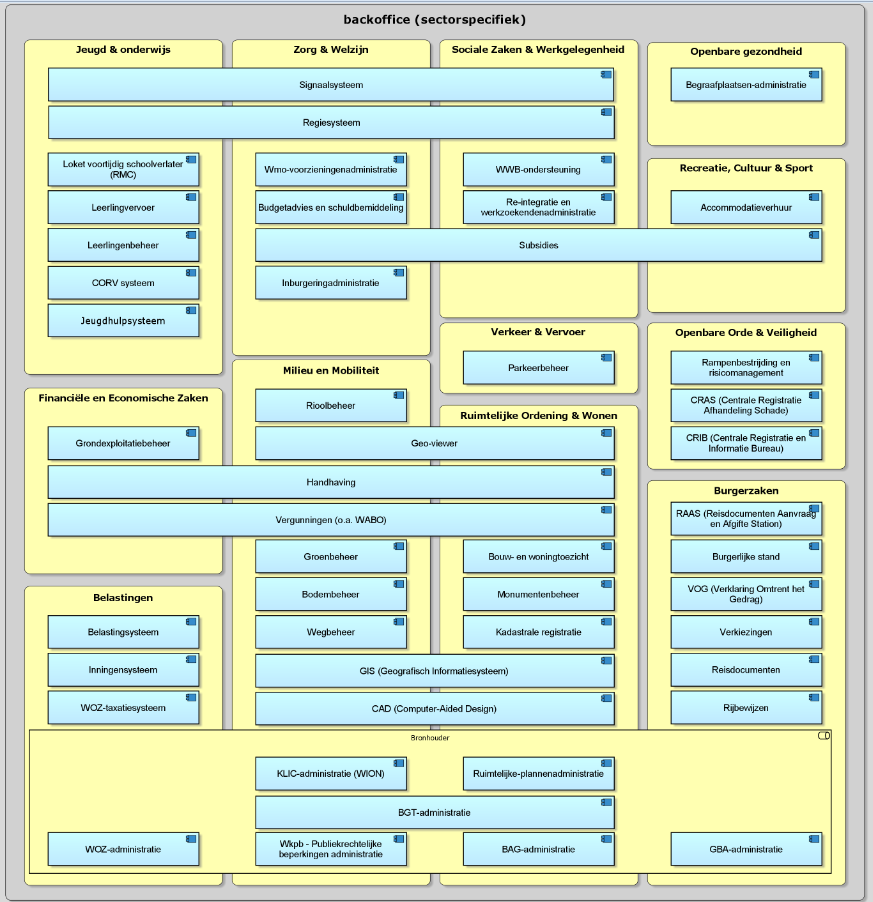 backoffice (sectorspecifiek)
Jeugd & onderwijs
Zorg & Welzijn
Sociale Zaken & Werkgelegenheid
Openbare gezondheid
Signaalsysteem
Begraafplaatsen-administratie
Regiesysteem
Loket voortijdig schoolverlater
(RMC)
Wmo-voorzieningenadministratie
WWB-ondersteuning
Recreatie, Cultuur & Sport
Leerlingvervoer
Budgetadvies en schuldbemiddeling
Re-integratie en
werkzoekendenadministratie
Accommodatieverhuur
Leerlingenbeheer
Subsidies
CORV systeem
Inburgeringadministratie
Jeugdhulpsysteem
Verkeer & Vervoer
Openbare Orde & Veiligheid
Parkeerbeheer
Rampenbestrijding en
risicomanagement
Milieu en Mobiliteit
Financiële en Economische Zaken
Rioolbeheer
CRAS (Centrale Registratie
Afhandeling Schade)
Ruimtelijke Ordening & Wonen
Grondexploitatiebeheer
Geo-viewer
CRIB (Centrale Registratie en
Informatie Bureau)
Handhaving
Burgerzaken
Vergunningen (o.a. WABO)
RAAS (Reisdocumenten Aanvraag
en Afgifte Station)
Groenbeheer
Bouw- en woningtoezicht
Burgerlijke stand
Belastingen
Bodembeheer
Monumentenbeheer
VOG (Verklaring Omtrent het
Gedrag)
Belastingsysteem
Wegbeheer
Kadastrale registratie
Verkiezingen
Inningensysteem
GIS (Geografisch Informatiesysteem)
Reisdocumenten
WOZ-taxatiesysteem
CAD (Computer-Aided Design)
Rijbewijzen
Bronhouder
KLIC-administratie (WION)
Ruimtelijke-plannenadministratie
BGT-administratie
WOZ-administratie
Wkpb - Publiekrechtelijke
beperkingen administratie
BAG-administratie
GBA-administratie